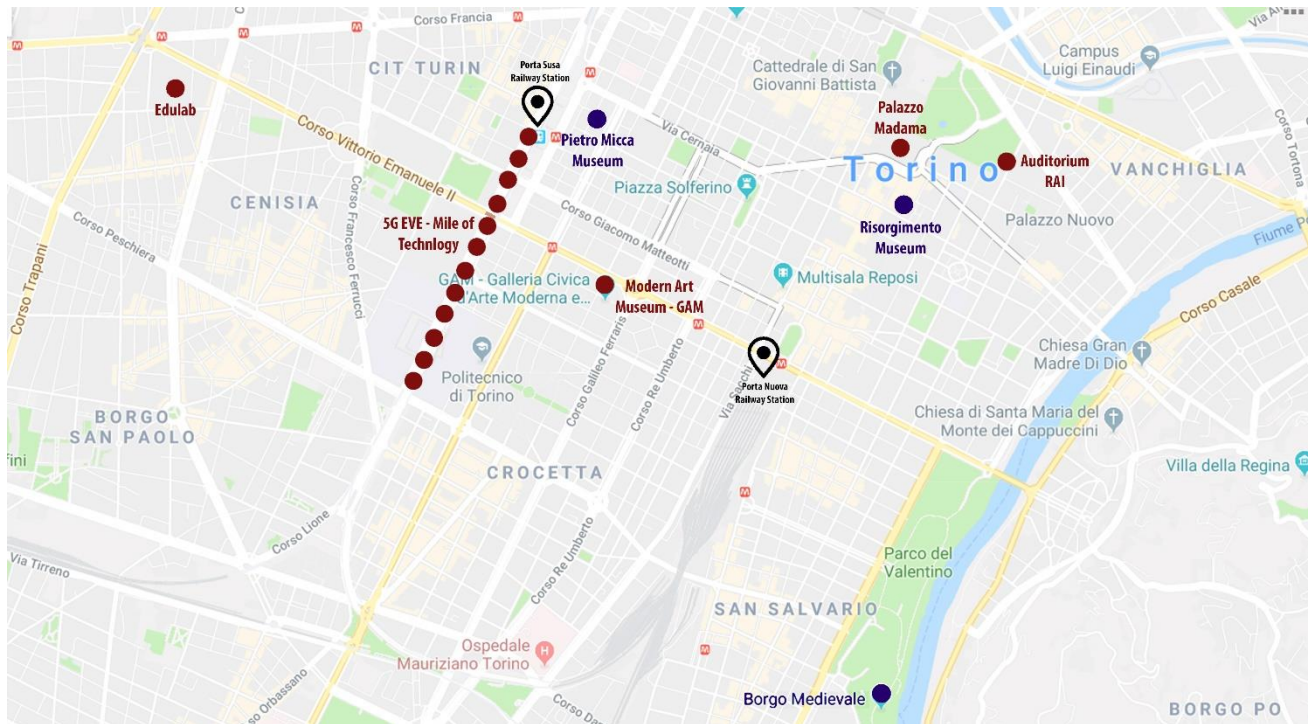 Corso Francia
CIT TURIN
Porta Susa
Railway Station
Edulab
Pietro Micca
Museum
Corso Vittorio Emanuele II
Via Cernaia
Cattedrale di San
Giovanni Battista
Campus
Luigi Einaudi
Palazzo
Madama
Torino
Auditorium
RAI
VANCHIGLIA
Corso Tortona
Piazza Solferino
Palazzo Nuovo
Risorgimento
Museum
CENISIA
Corso Peschiera
Corso Trapani
Corso Francesco Ferrucci
5G EVE - Mile of
Technlogy
Corso Giacomo Matteotti
GAM - Galleria Civica
d'Arte Moderna e...
Modern Art
Museum - GAM
Multisala Reposi
Fiume Po
Corso Casale
Chiesa Gran
Madre Di Dio
Politecnico
di Torino
Corso Galileo Ferraris
Corso Re Umberto
Via Sacchi
Porta Nuova
Railway Station
Chiesa di Santa Maria del
Monte dei Cappuccini
Villa della Regina
BORGO
SAN PAOLO
fini
CROCETTA
Corso Lione
Via Tirreno
Corso Re Umberto
Parco del
Valentino
SAN SALVARIO
Ospedale
Mauriziano Torino
Corso Orbassano
Borgo Medievale
BORGO PO